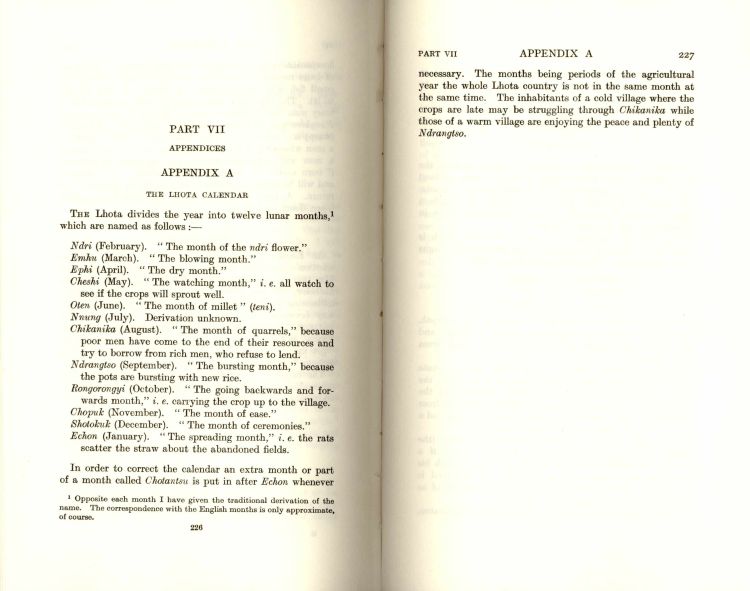 PART VII
APPENDICES
APPENDIX A
THE LHOTA CALENDAR
THE Lhota divides the year into twelve lunar months,¹
which are named as follows :—
Ndri (February). "The month of the ndri flower."
Emhu (March). "The blowing month."
Ephi (April). "The dry month."
Cheshi (May). "The watching month," i. e. all watch to
see if the crops will sprout well.
Oten (June). "The month of millet" (teni).
Nnung (July). Derivation unknown.
Chikanika (August). "The month of quarrels," because
poor men have come to the end of their resources and
try to borrow from rich men, who refuse to lend.
Ndrangtso (September). "The bursting month," because
the pots are bursting with new rice.
Rongorongyi (October). "The going backwards and for-
wards month," i. e. carrying the crop up to the village.
Chopuk (November). "The month of ease."
Shotokuk (December). "The month of ceremonies."
Echon (January). "The spreading month," i. e. the rats
scatter the straw about the abandoned fields.
In order to correct the calendar an extra month or part
of a month called Chotantsu is put in after Echon whenever
¹ Opposite each month I have given the traditional derivation of the
name. The correspondence with the English months is only approximate,
of course.
226
PART VII APPENDIX A 227
necessary. The months being periods of the agricultural
year the whole Lhota country is not in the same month at
the same time. The inhabitants of a cold village where the
crops are late may be struggling through Chikanika while
those of a warm village are enjoying the peace and plenty of
Ndrangtso.